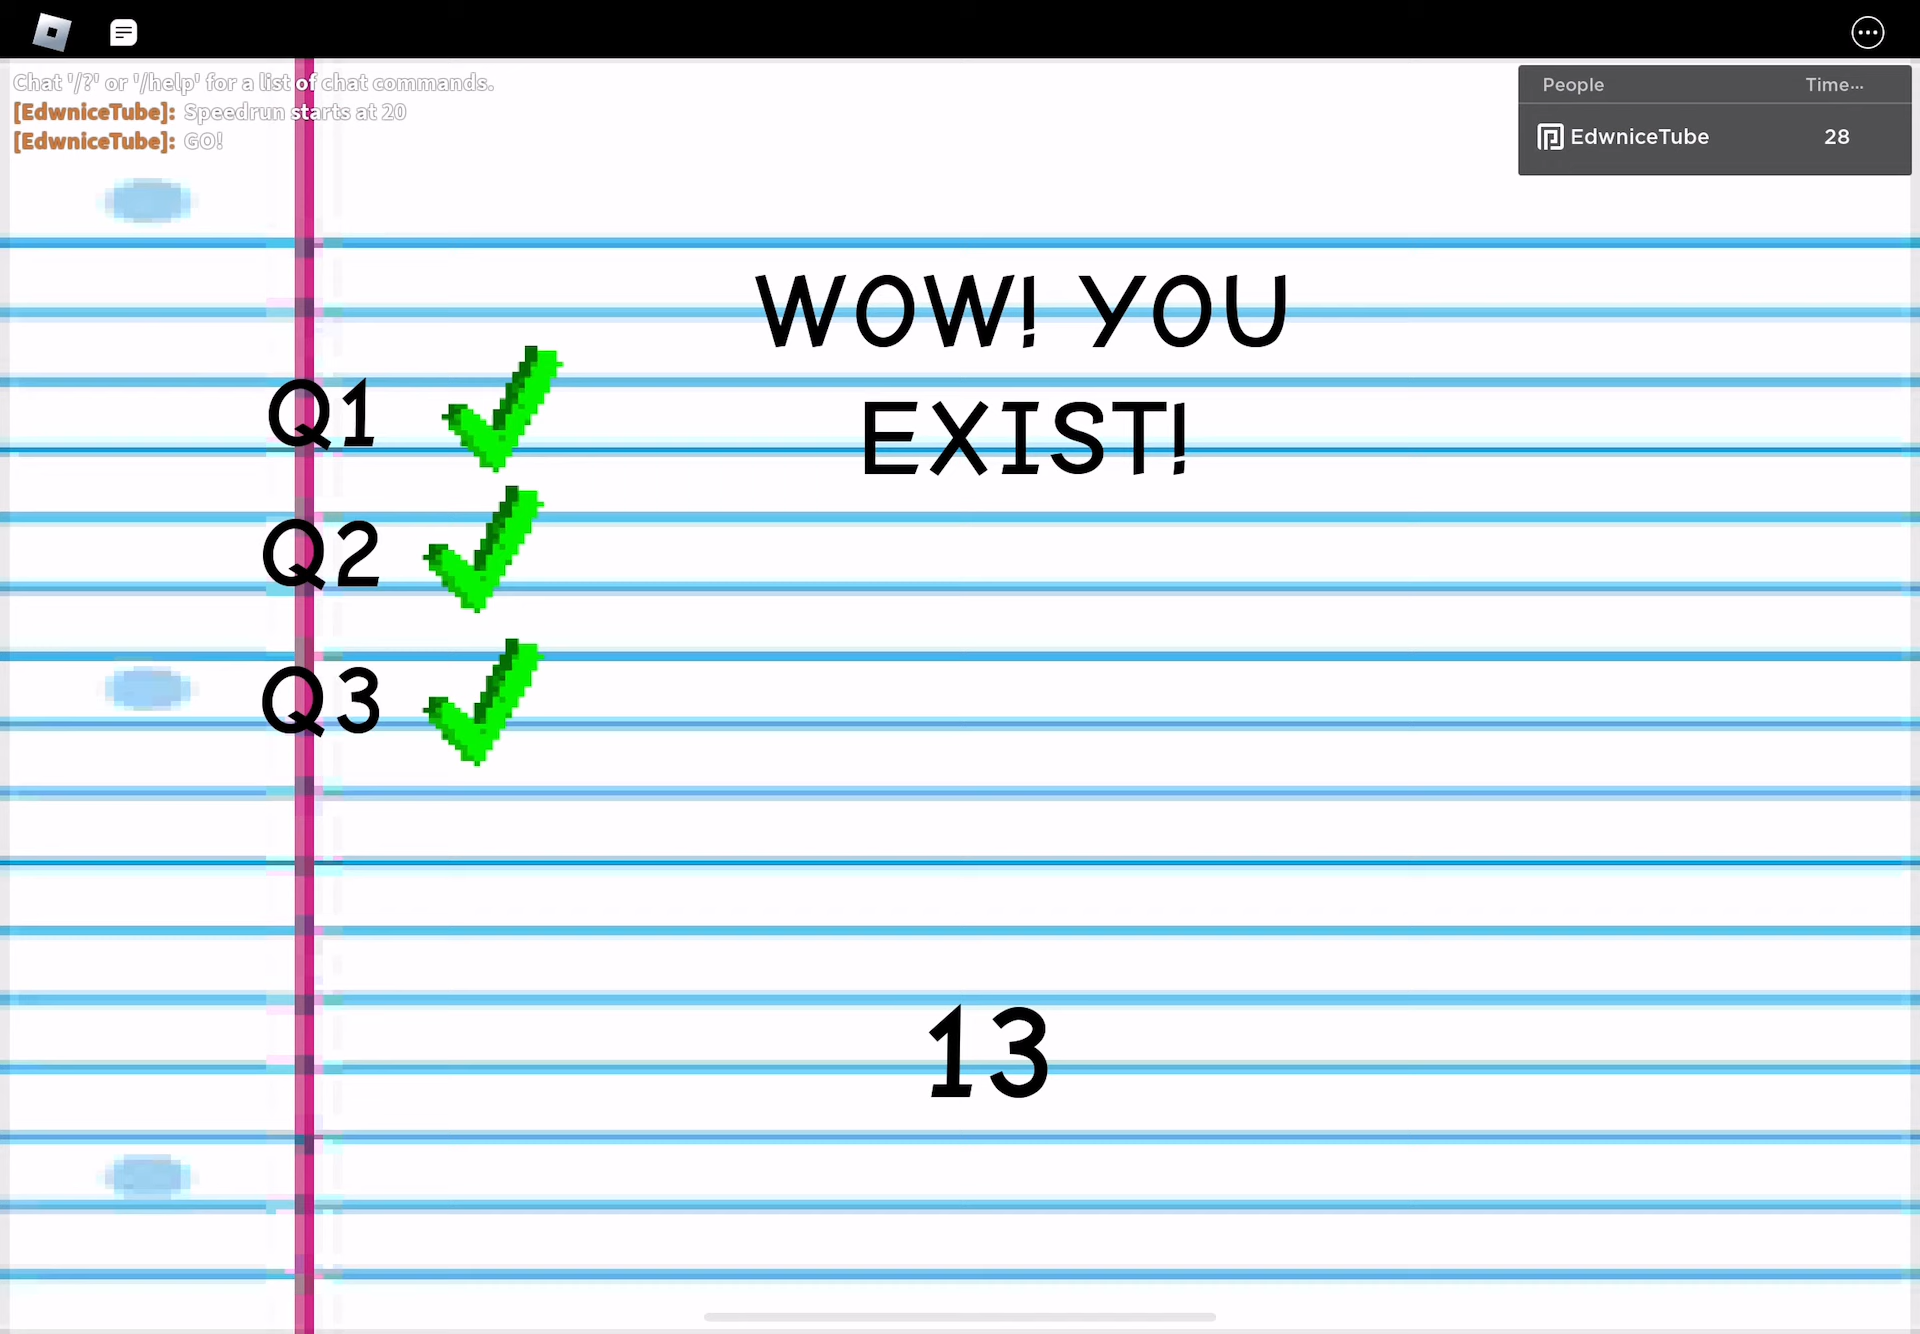 Chat '/?' or '/help' for a list of chat commands.
[EdwniceTube]: Speedrun starts at 20
[EdwniceTube]: GO!
People Time...
EdwniceTube 28
WOW! YOU
EXIST!
Q1
Q2
Q3
13